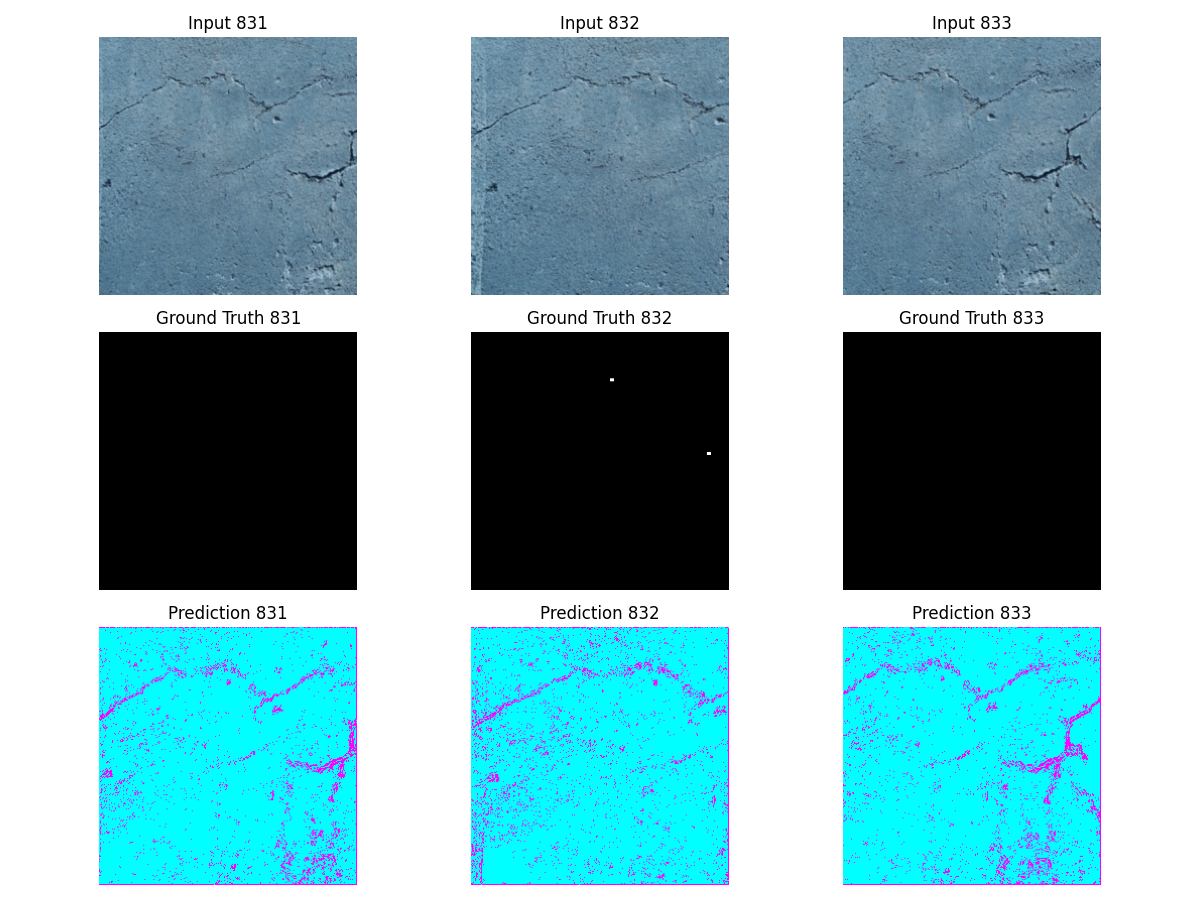 Input 831
Input 832
Input 833
Ground Truth 831
Ground Truth 832
Ground Truth 833
Prediction 831
Prediction 832
Prediction 833